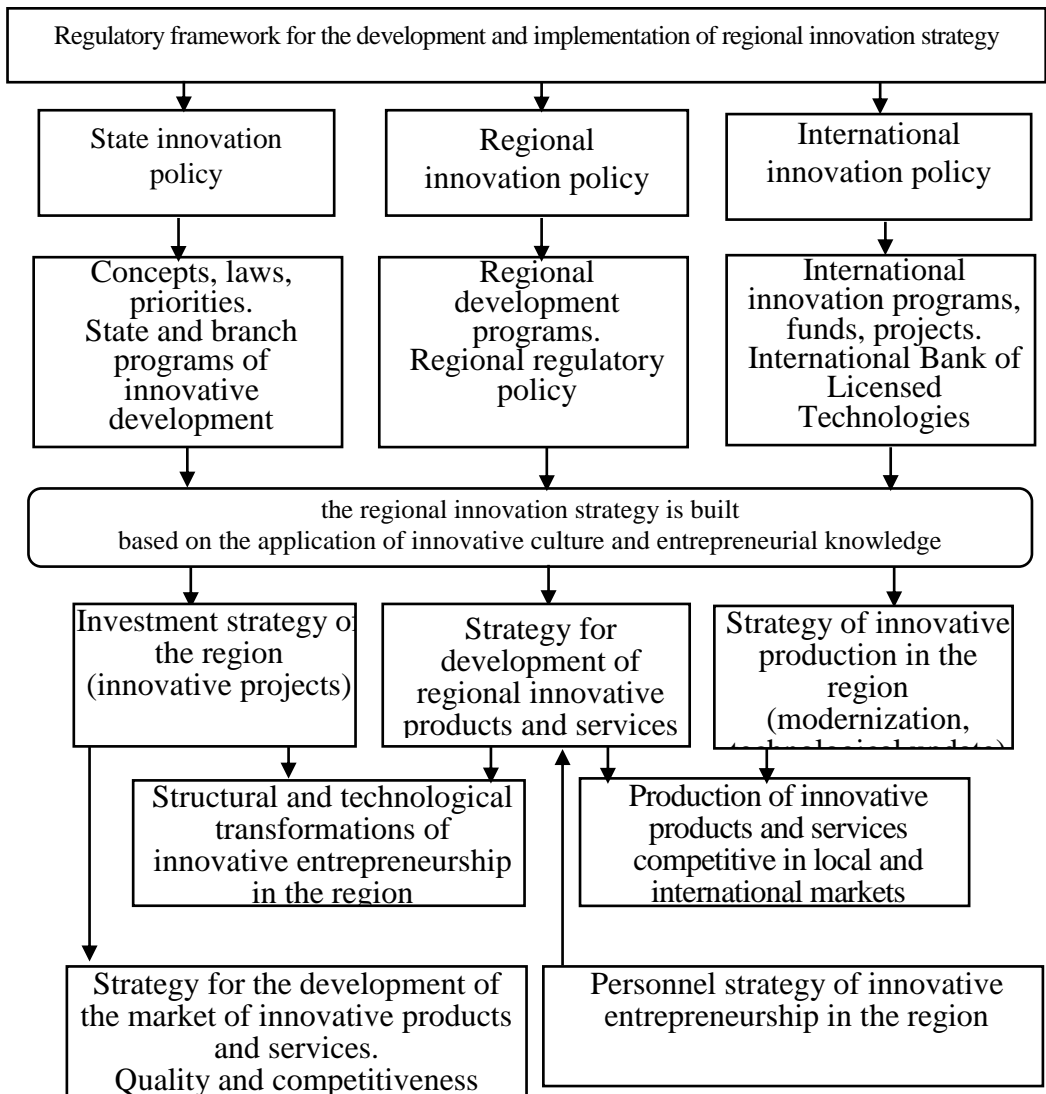 Regulatory framework for the development and implementation of regional innovation strategy
State innovation
policy
Regional
innovation policy
International
innovation policy
Concepts, laws,
priorities.
State and branch
programs of
innovative
development
Regional
development
programs.
Regional regulatory
policy
International
innovation programs,
funds, projects.
International Bank of
Licensed
Technologies
the regional innovation strategy is built
based on the application of innovative culture and entrepreneurial knowledge
Investment strategy of
the region
(innovative projects)
Strategy for
development of
regional innovative
products and services
Strategy of innovative
production in the
region
(modernization,
technological update)
Structural and technological
transformations of
innovative entrepreneurship
in the region
Production of innovative
products and services
competitive in local and
international markets
Strategy for the development of
the market of innovative products
and services.
Quality and competitiveness
Personnel strategy of innovative
entrepreneurship in the region